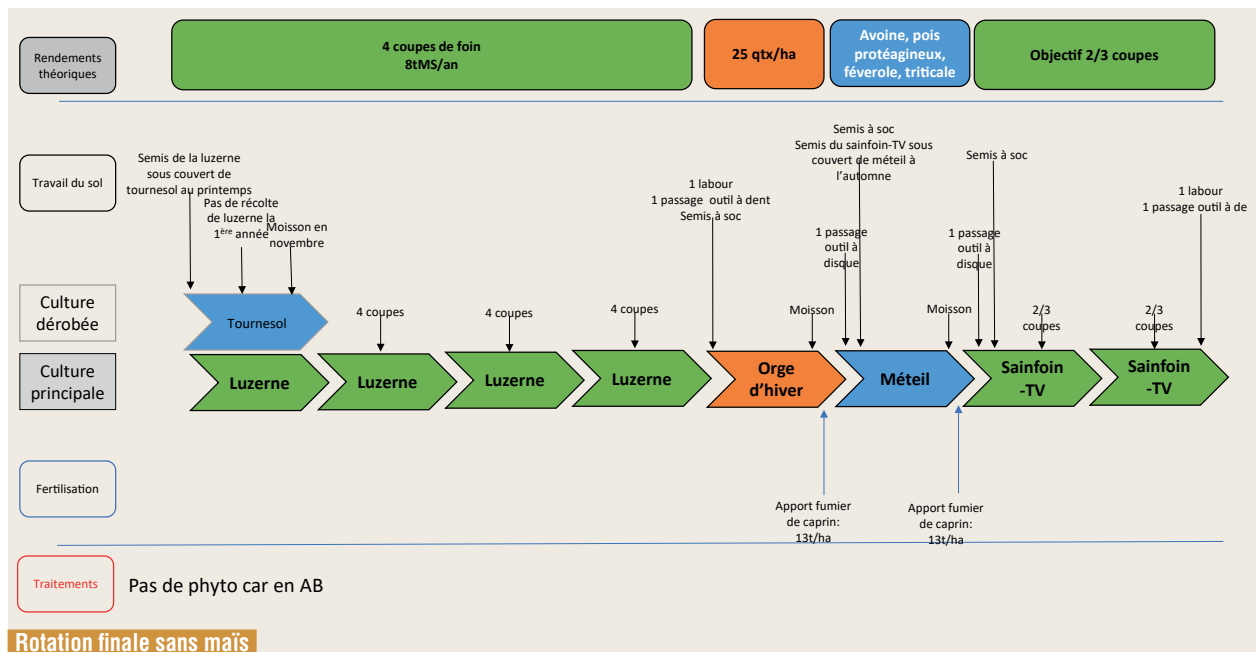 Rendements
théoriques
4 coupes de foin
8tMS/an
25 qtx/ha
Avoine, pois
protéagineux,
féverole, triticale
Objectif 2/3 coupes
Travail du sol
Semis de la luzerne
sous couvert de
tournesol au printemps
Pas de récolte
de luzerne la
1ère année
Moisson en
novembre
1 labour
1 passage outil à dent
Semis à soc
Semis à soc
Semis du sainfoin-TV sous
couvert de méteil à
l'automne
1 passage
outil à
disque
Semis à soc
1 passage
outil à
disque
1 labour
1 passage outil à de
Culture
dérobée
Tournesol
4 coupes
4 coupes
4 coupes
Moisson
Moisson
2/3
coupes
2/3
coupes
Culture
principale
Luzerne
Luzerne
Luzerne
Luzerne
Orge
d'hiver
Méteil
Sainfoin
-TV
Sainfoin
-TV
Fertilisation
Apport fumier
de caprin:
13t/ha
Apport fumier
de caprin:
13t/ha
Traitements
Pas de phyto car en AB
Rotation finale sans maïs